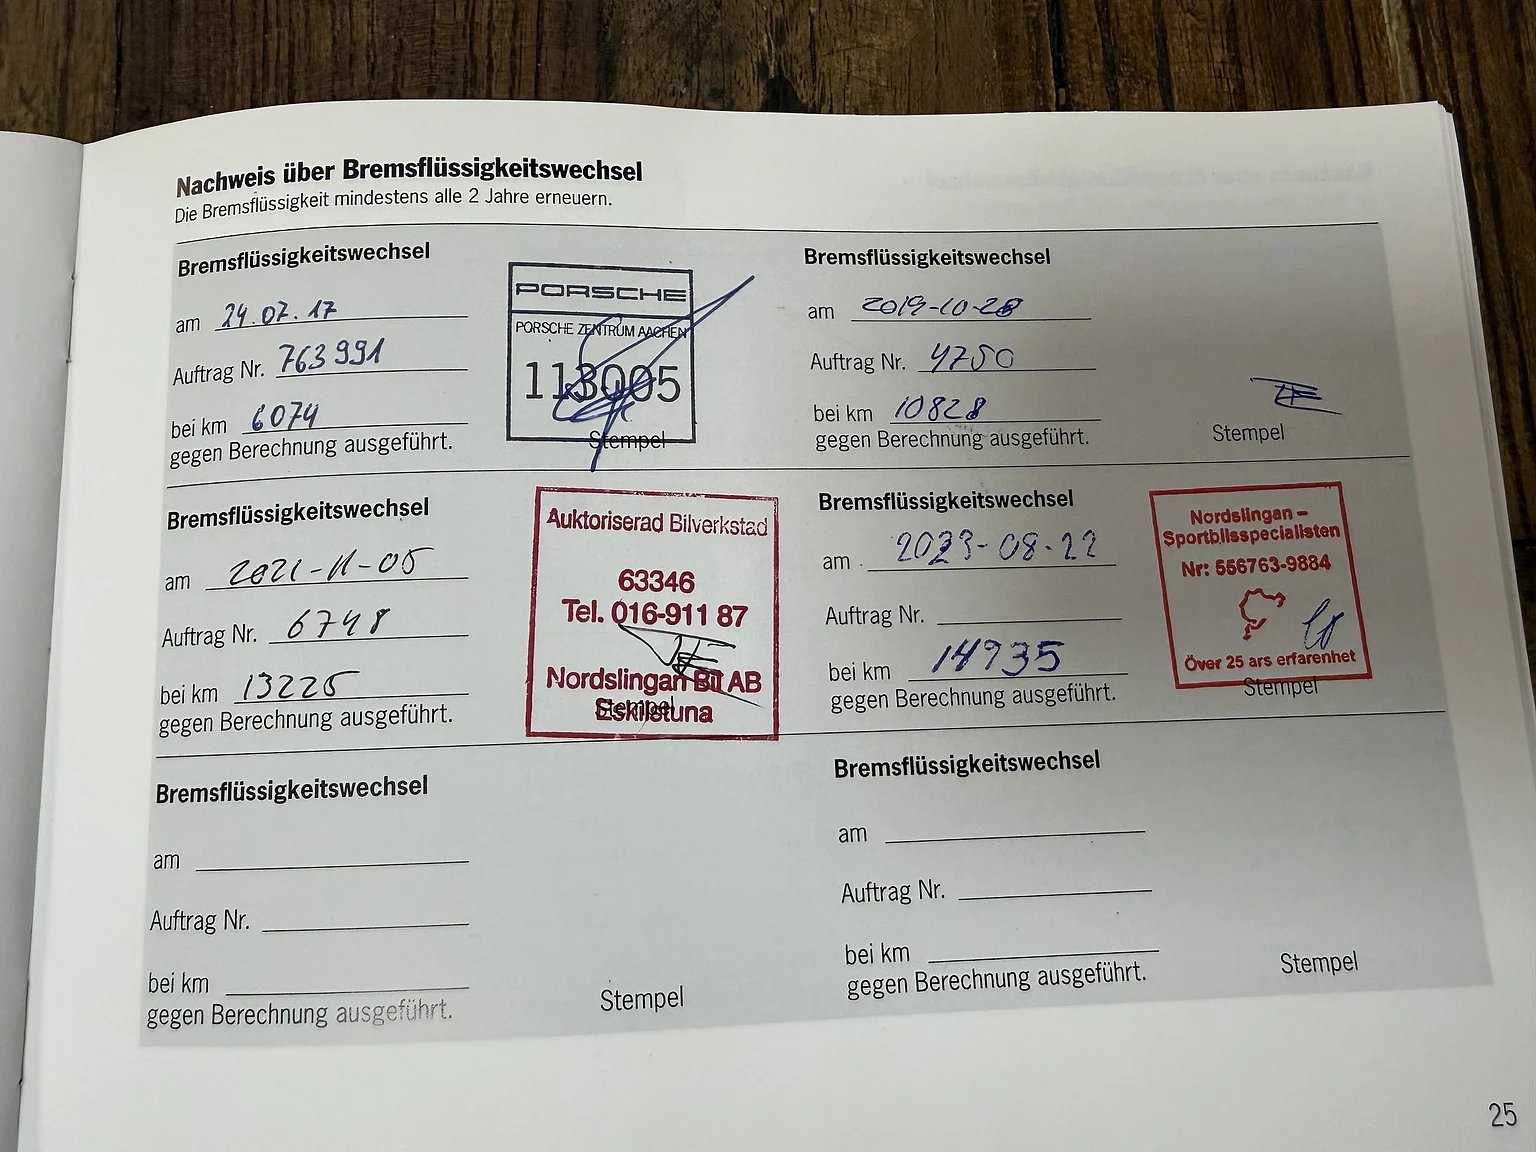 Nachweis über Bremsflüssigkeitswechsel
Die Bremsflüssigkeit mindestens alle 2 Jahre erneuern.
Bremsflüssigkeitswechsel
am 24.07.17
Auftrag Nr. 763991
bei km 6074
gegen Berechnung ausgeführt.
PORSCHE
PORSCHE ZENTRUM AACHEN
113005
Stempel
Bremsflüssigkeitswechsel
am 2019-10-28
Auftrag Nr. 4750
bei km 10828
gegen Berechnung ausgeführt.
Stempel
Bremsflüssigkeitswechsel
am 2021-11-05
Auftrag Nr. 6748
bei km 13225
gegen Berechnung ausgeführt.
Auktoriserad Bilverkstad
63346
Tel. 016-911 87
Nordslingan Bil AB
Eskilstuna
Stempel
Bremsflüssigkeitswechsel
am 2023-08-22
Auftrag Nr.
bei km 14935
gegen Berechnung ausgeführt.
Nordslingan –
Sportbilsspecialisten
Nr: 556763-9884
Över 25 ars erfarenhet
Stempel
Bremsflüssigkeitswechsel
am
Auftrag Nr.
bei km
gegen Berechnung ausgeführt.
Stempel
Bremsflüssigkeitswechsel
am
Auftrag Nr.
bei km
gegen Berechnung ausgeführt.
Stempel
25